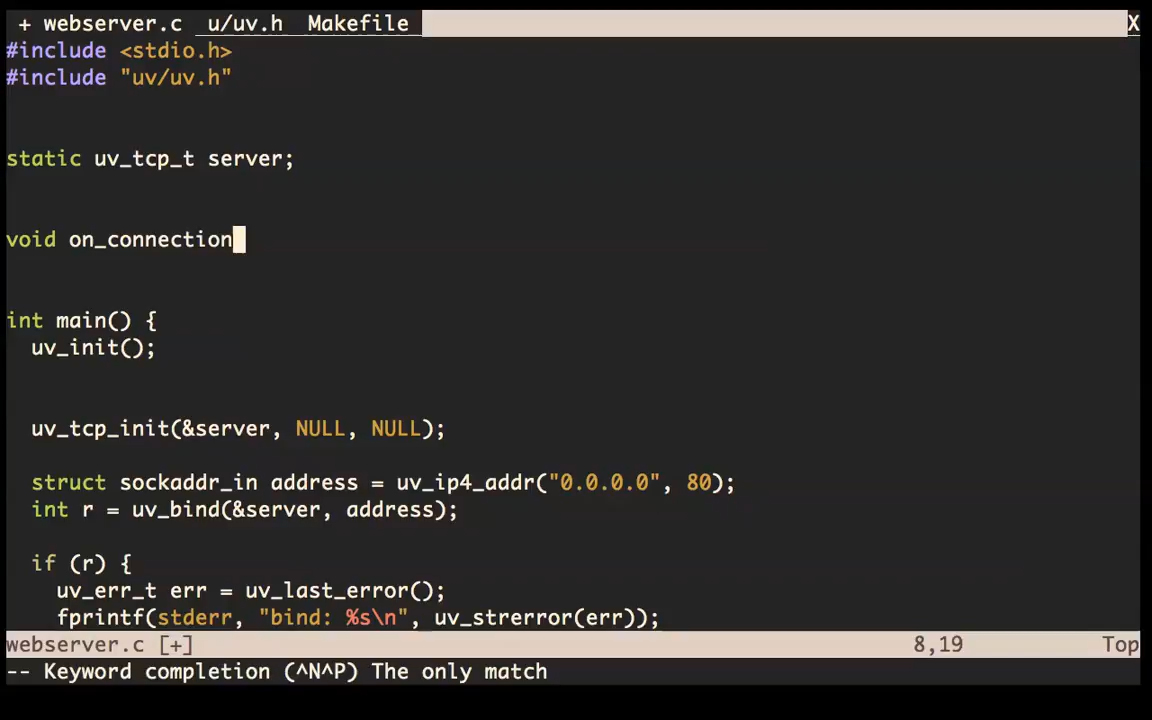 + webserver.c  u/uv.h  Makefile X
#include <stdio.h>
#include "uv/uv.h"
static uv_tcp_t server;
void on_connection
int main() {
uv_init();
uv_tcp_init(&server, NULL, NULL);
struct sockaddr_in address = uv_ip4_addr("0.0.0.0", 80);
int r = uv_bind(&server, address);
if (r) {
uv_err_t err = uv_last_error();
fprintf(stderr, "bind: %s\n", uv_strerror(err));
webserver.c [+] 8,19 Top
-- Keyword completion (^N^P) The only match